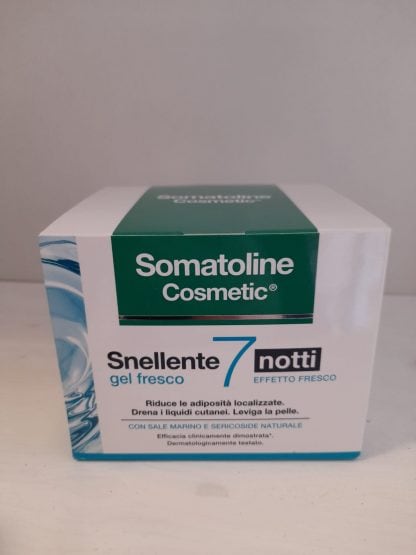 Somatoline
Cosmetic®
Somatoline
Cosmetic®
Snellente 7 notti
gel fresco
EFFETTO FRESCO
Riduce le adiposità localizzate.
Drena i liquidi cutanei. Leviga la pelle.
CON SALE MARINO E SERICOSIDE NATURALE
Efficacia clinicamente dimostrata*.
Dermatologicamente testato.